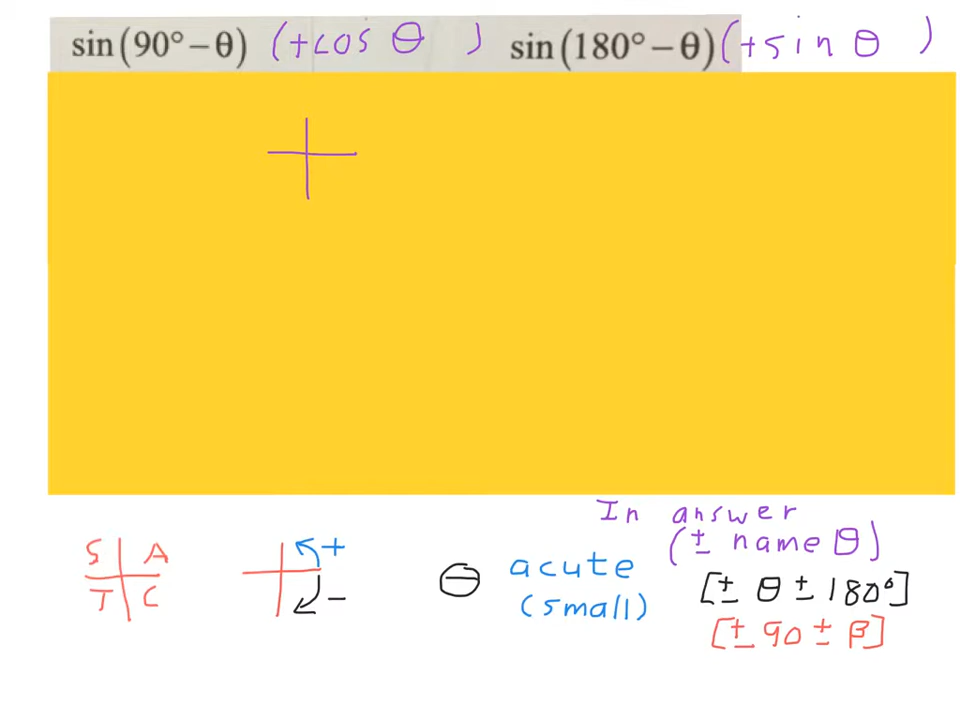 sin(90° − θ) (+cos θ) sin(180° − θ) (+sin θ)
In answer
(± name θ)
S A
T C
+
−
θ acute
(small)
[± θ ± 180°]
[± 90 ± β]